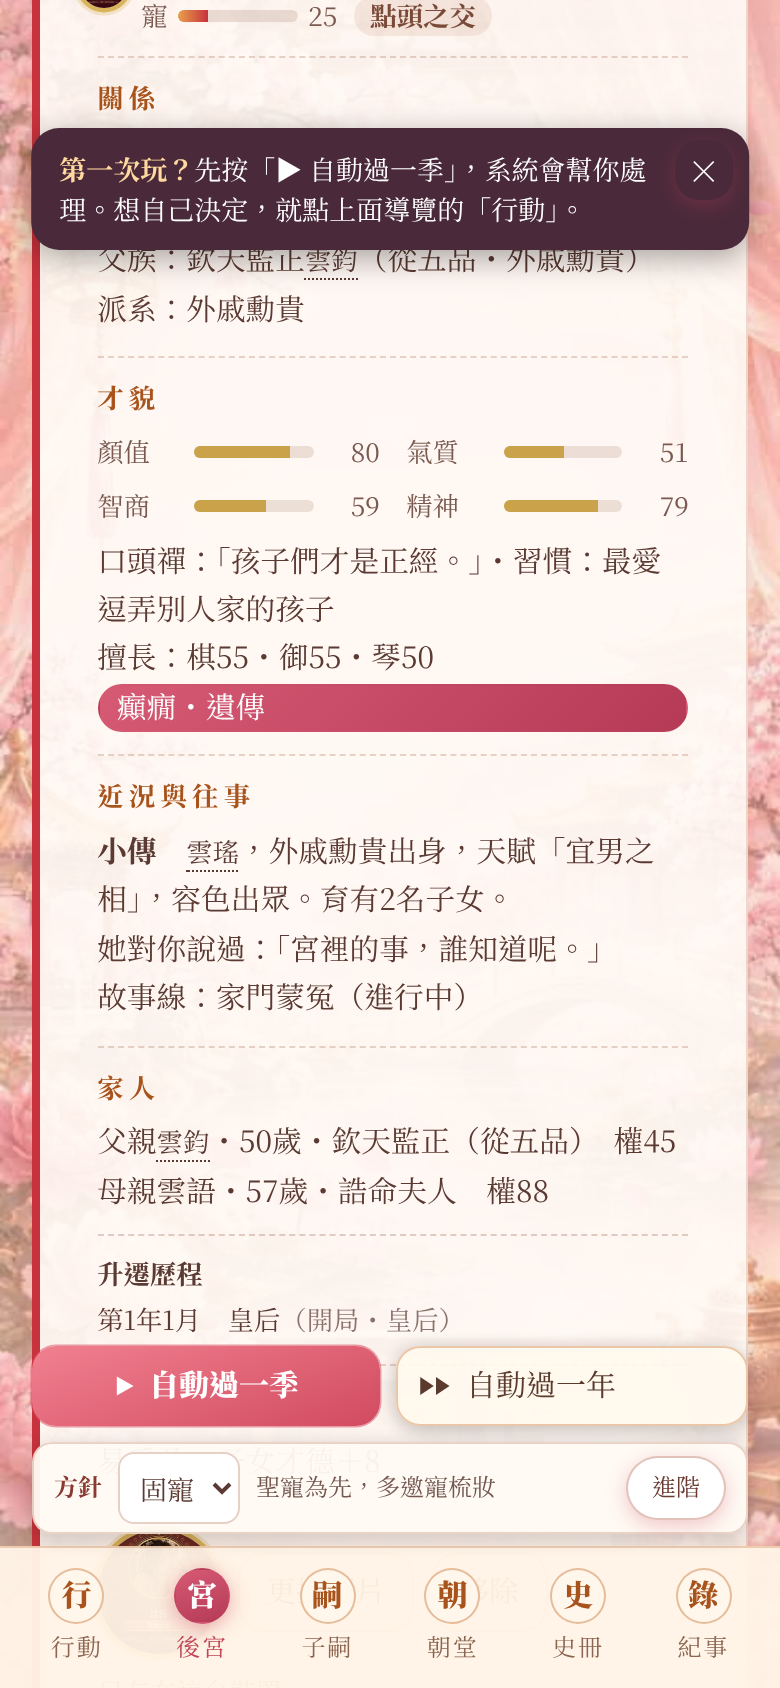 寵 25 點頭之交
關係
第一次玩？先按「▶ 自動過一季」，系統會幫你處
理。想自己決定，就點上面導覽的「行動」。
父族：欽天監正雲鈞（從五品・外戚勳貴）
派系：外戚勳貴
才貌
顏值 80 氣質 51
智商 59 精神 79
口頭禪：「孩子們才是正經。」・習慣：最愛
逗弄別人家的孩子
擅長：棋55・御55・琴50
癲癇・遺傳
近況與往事
小傳 雲瑤，外戚勳貴出身，天賦「宜男之
相」，容色出眾。育有2名子女。
她對你說過：「宮裡的事，誰知道呢。」
故事線：家門蒙冤（進行中）
家人
父親雲鈞・50歲・欽天監正（從五品） 權45
母親雲語・57歲・誥命夫人 權88
升遷歷程
第1年1月 皇后（開局・皇后）
▶ 自動過一季
▶▶ 自動過一年
方針 固寵 聖寵為先，多邀寵梳妝 進階
行 宮 嗣 朝 史 錄
行動 後宮 子嗣 朝堂 史冊 紀事